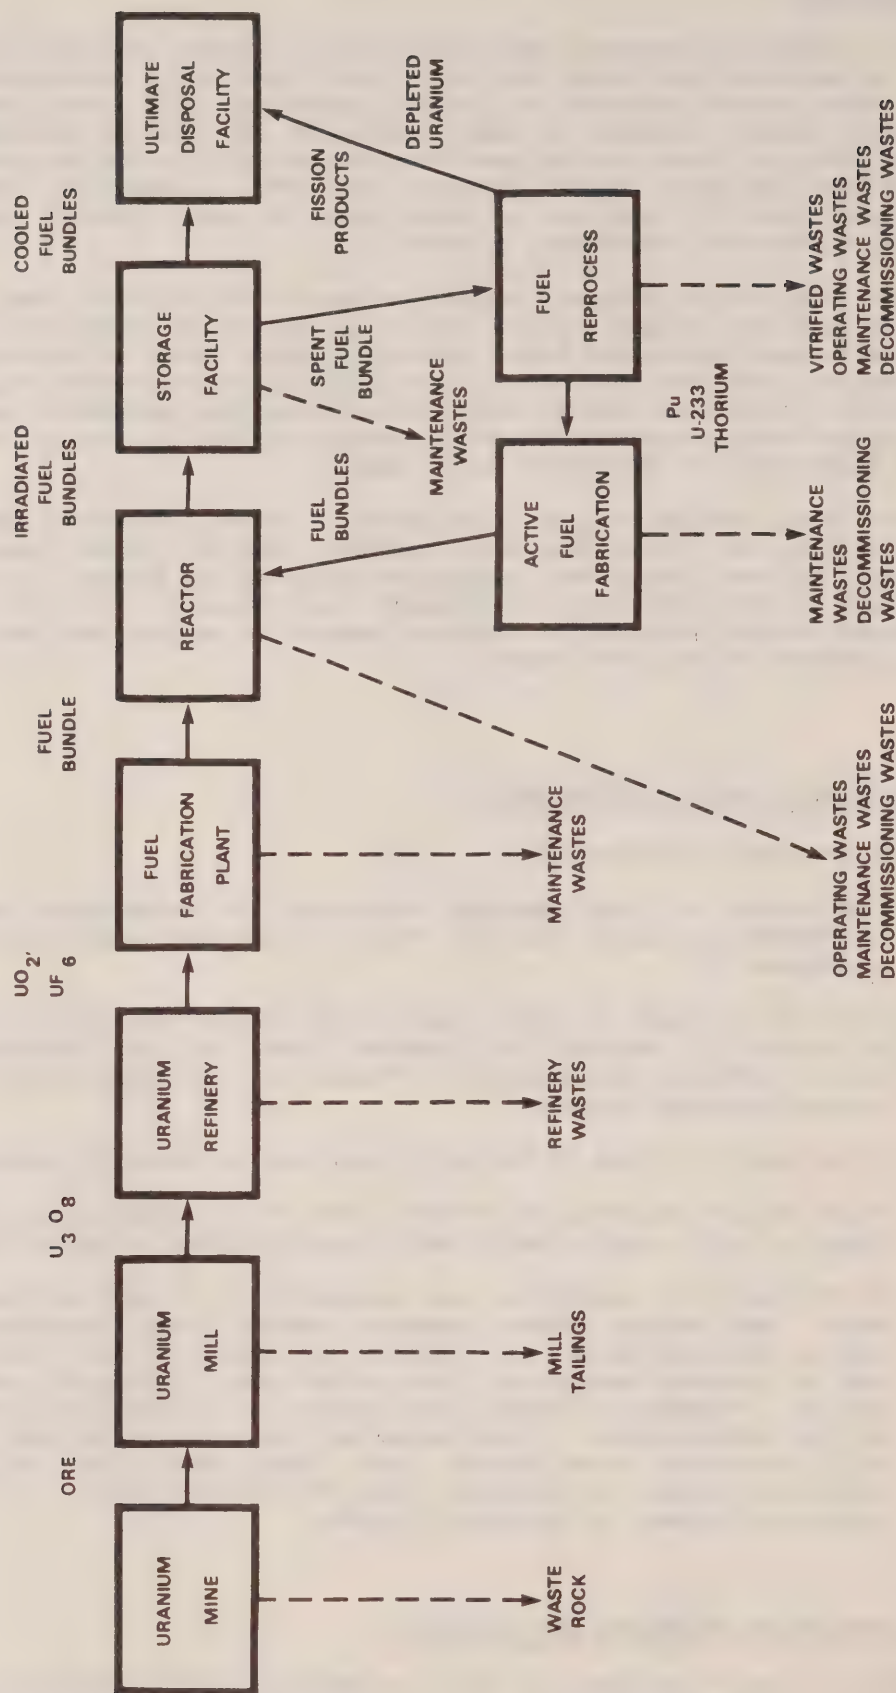 ORE
U3 O8
UO2,
UF6
FUEL
BUNDLE
IRRADIATED
FUEL
BUNDLES
COOLED
FUEL
BUNDLES
URANIUM
MINE
URANIUM
MILL
URANIUM
REFINERY
FUEL
FABRICATION
PLANT
REACTOR
STORAGE
FACILITY
ULTIMATE
DISPOSAL
FACILITY
FUEL
BUNDLES
SPENT
FUEL
BUNDLE
FISSION
PRODUCTS
DEPLETED
URANIUM
MAINTENANCE
WASTES
WASTE
ROCK
MILL
TAILINGS
REFINERY
WASTES
MAINTENANCE
WASTES
ACTIVE
FUEL
FABRICATION
FUEL
REPROCESS
Pu
U-233
THORIUM
OPERATING WASTES
MAINTENANCE WASTES
DECOMMISSIONING WASTES
MAINTENANCE
WASTES
DECOMMISSIONING
WASTES
VITRIFIED WASTES
OPERATING WASTES
MAINTENANCE WASTES
DECOMMISSIONING WASTES